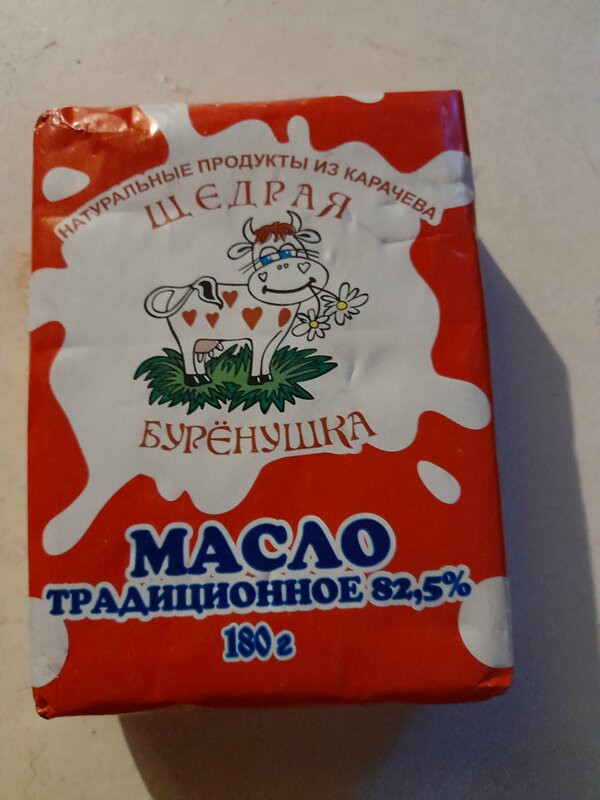 НАТУРАЛЬНЫЕ ПРОДУКТЫ ИЗ КАРАЧЕВА
ЩЕДРАЯ
БУРЁНУШКА
МАСЛО
ТРАДИЦИОННОЕ 82,5%
180 г